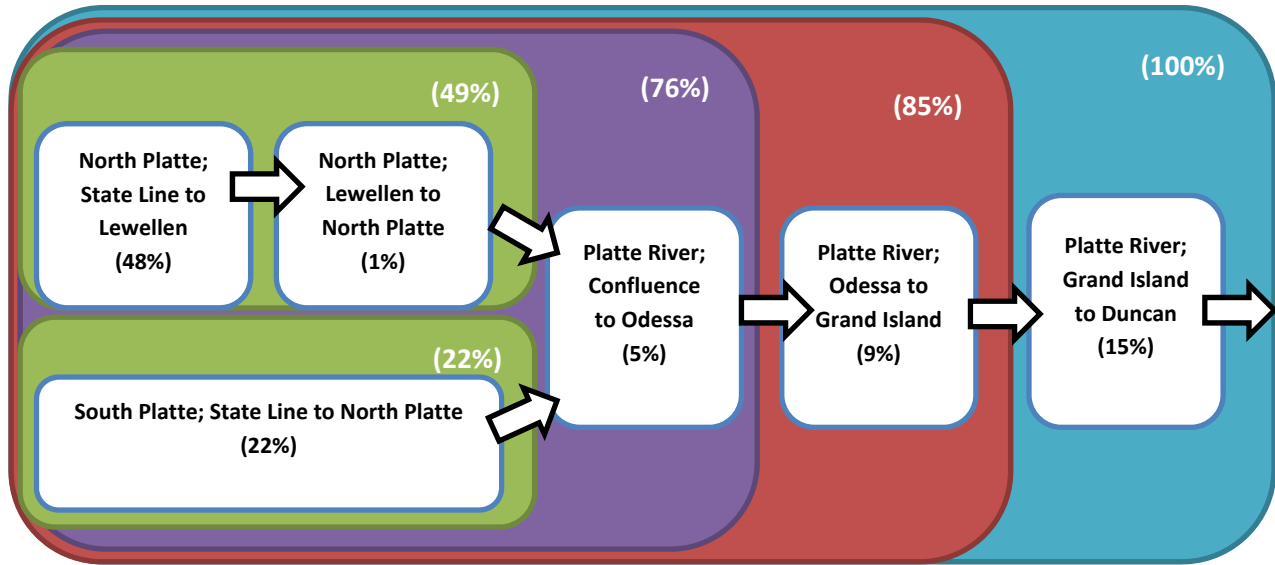 (49%)
(76%)
(85%)
(100%)
North Platte;
State Line to
Lewellen
(48%)
North Platte;
Lewellen to
North Platte
(1%)
Platte River;
Confluence
to Odessa
(5%)
Platte River;
Odessa to
Grand Island
(9%)
Platte River;
Grand Island
to Duncan
(15%)
(22%)
South Platte; State Line to North Platte
(22%)